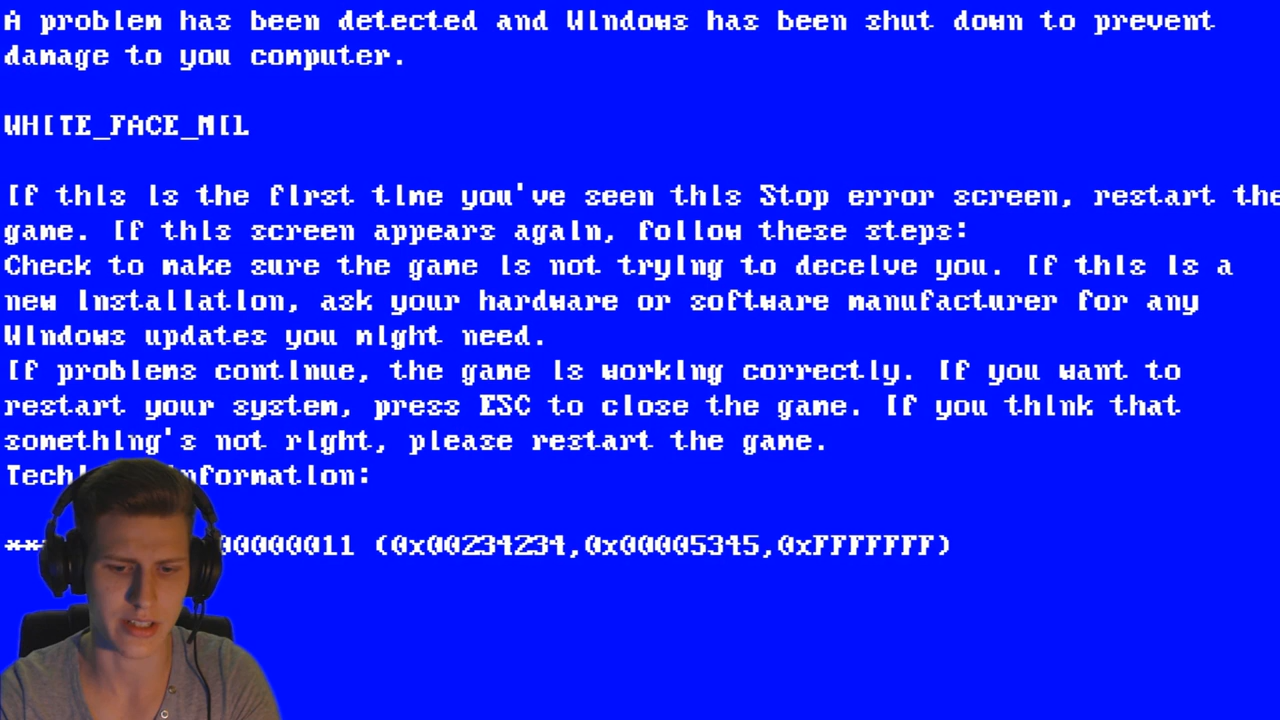 A problem has been detected and Windows has been shut down to prevent
damage to you computer.
WHITE_FACE_MIL
If this is the first time you've seen this Stop error screen, restart the
game. If this screen appears again, follow these steps:
Check to make sure the game is not trying to deceive you. If this is a
new installation, ask your hardware or software manufacturer for any
Windows updates you might need.
If problems continue, the game is working correctly. If you want to
restart your system, press ESC to close the game. If you think that
something's not right, please restart the game.
information:
00000011 (0x00234234,0x00005345,0xFFFFFFF)